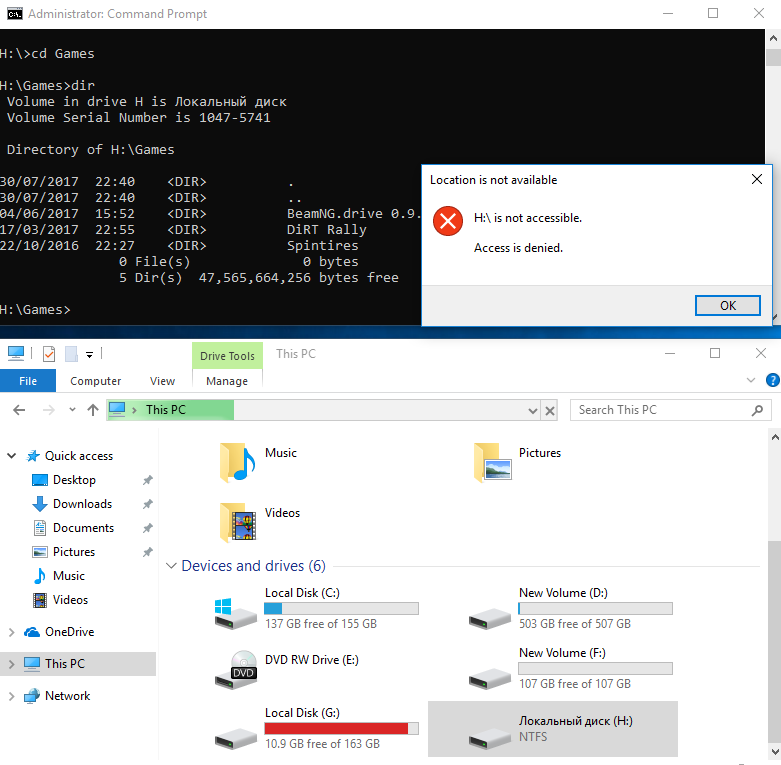 Administrator: Command Prompt
H:\>cd Games
H:\Games>dir
Volume in drive H is Локальный диск
Volume Serial Number is 1047-5741
Directory of H:\Games
30/07/2017 22:40 <DIR> .
30/07/2017 22:40 <DIR> ..
04/06/2017 15:52 <DIR> BeamNG.drive 0.9.
17/03/2017 22:55 <DIR> DiRT Rally
22/10/2016 22:27 <DIR> Spintires
0 File(s) 0 bytes
5 Dir(s) 47,565,664,256 bytes free
H:\Games>
Location is not available
H:\ is not accessible.
Access is denied.
OK
Drive Tools
This PC
File
Computer
View
Manage
This PC
Search This PC
Quick access
Desktop
Downloads
Documents
Pictures
Music
Videos
OneDrive
This PC
Network
Music
Pictures
Videos
Devices and drives (6)
Local Disk (C:)
137 GB free of 155 GB
New Volume (D:)
503 GB free of 507 GB
DVD RW Drive (E:)
DVD
New Volume (F:)
107 GB free of 107 GB
Local Disk (G:)
10.9 GB free of 163 GB
Локальный диск (H:)
NTFS